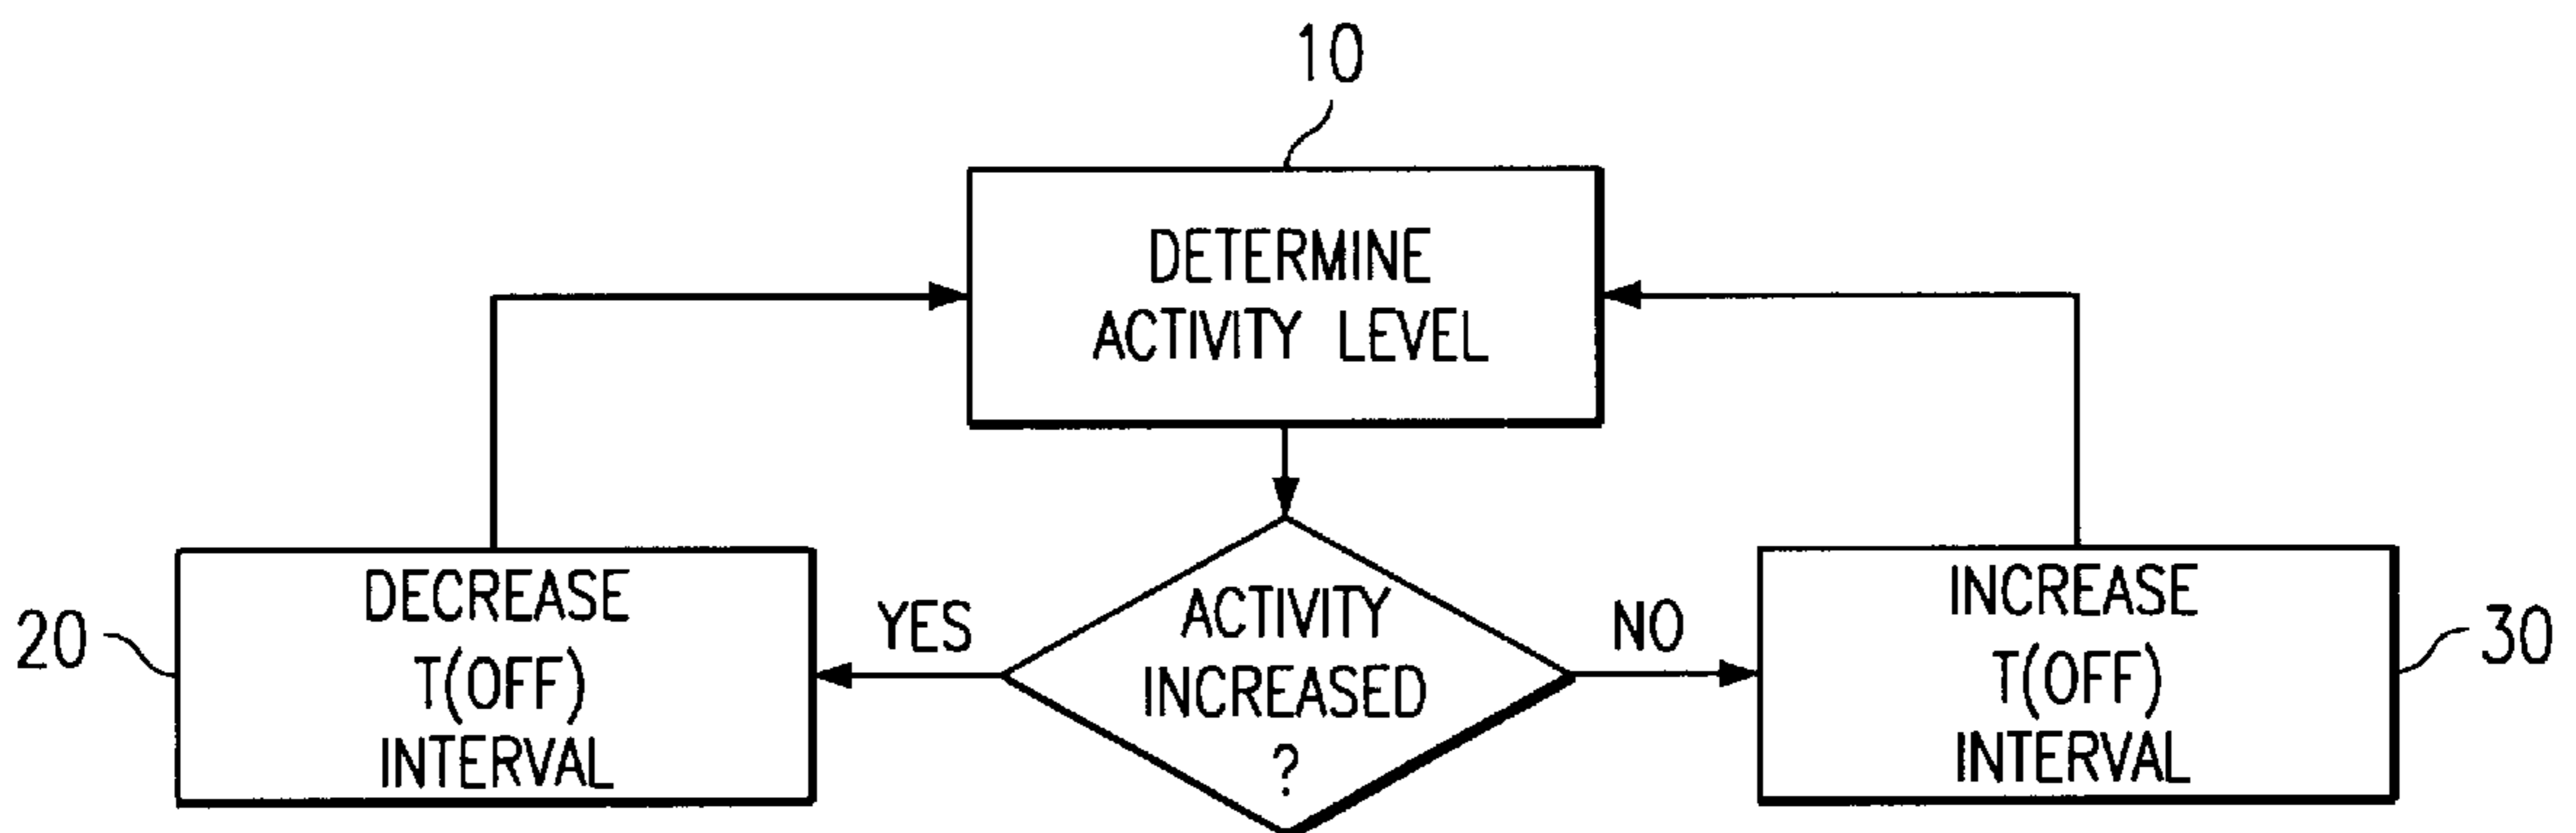 10
DETERMINE
ACTIVITY LEVEL
20
DECREASE
T(OFF)
INTERVAL
YES
ACTIVITY
INCREASED
?
NO
INCREASE
T(OFF)
INTERVAL
30